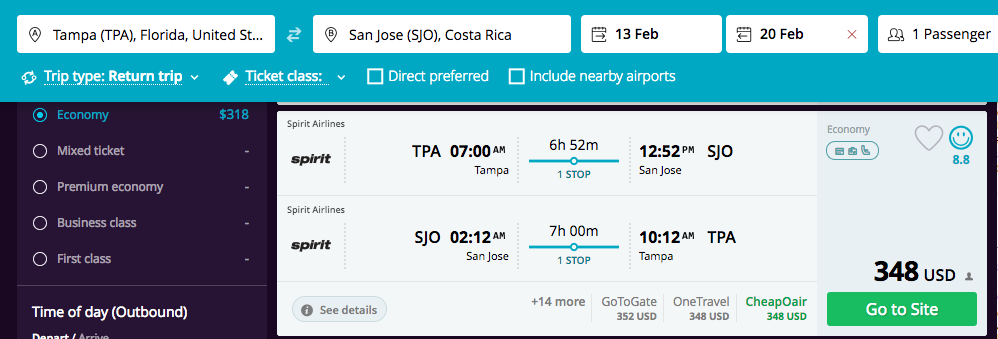 Tampa (TPA), Florida, United St...
San Jose (SJO), Costa Rica
13 Feb
20 Feb
1 Passenger
Trip type: Return trip
Ticket class:
Direct preferred
Include nearby airports
Economy $318
Mixed ticket -
Premium economy -
Business class -
First class -
Time of day (Outbound)
Depart / Arrive
Spirit Airlines
spirit
TPA 07:00 AM
Tampa
6h 52m
1 STOP
12:52 PM SJO
San Jose
Spirit Airlines
spirit
SJO 02:12 AM
San Jose
7h 00m
1 STOP
10:12 AM TPA
Tampa
See details
+14 more
GoToGate
352 USD
OneTravel
348 USD
CheapOair
348 USD
Economy
8.8
348 USD
Go to Site